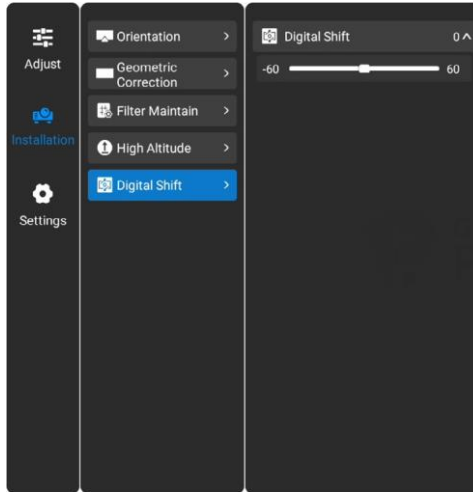 Adjust
Installation
Settings
Orientation
Geometric
Correction
Filter Maintain
High Altitude
Digital Shift
Digital Shift 0
-60 60